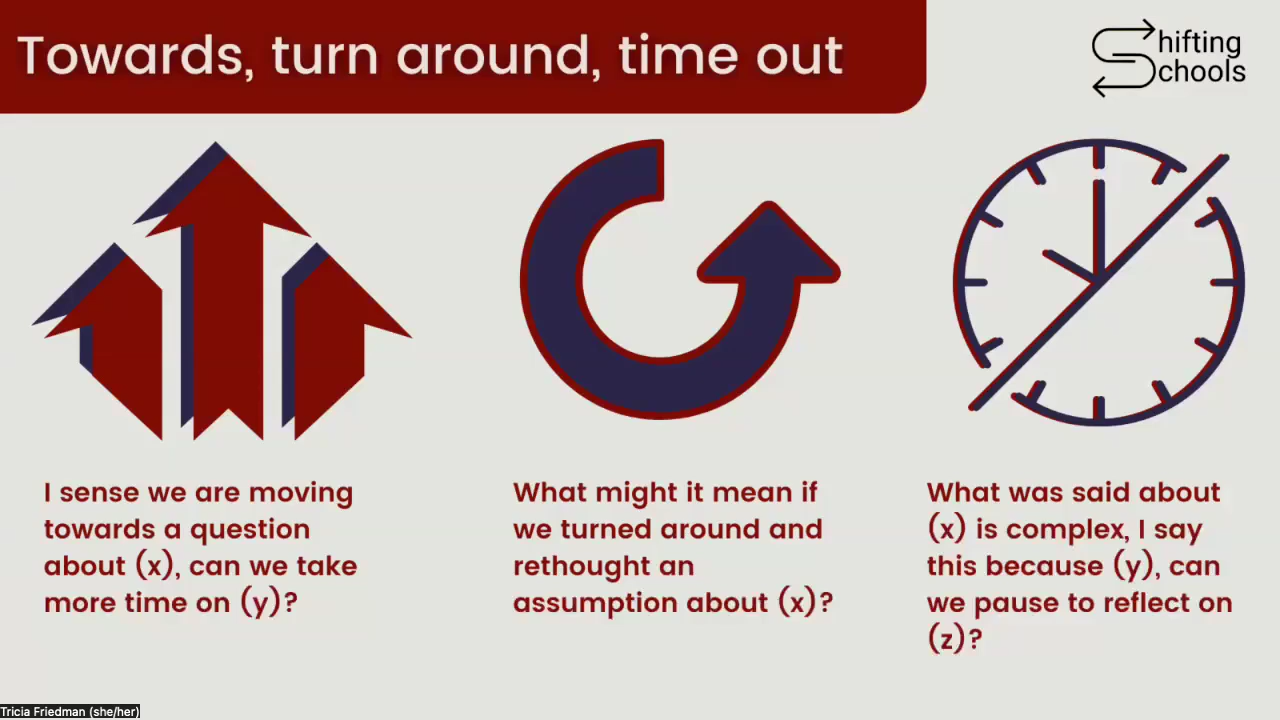 Towards, turn around, time out
Shifting
Schools
I sense we are moving
towards a question
about (x), can we take
more time on (y)?
What might it mean if
we turned around and
rethought an
assumption about (x)?
What was said about
(x) is complex, I say
this because (y), can
we pause to reflect on
(z)?
Tricia Friedman (she/her)